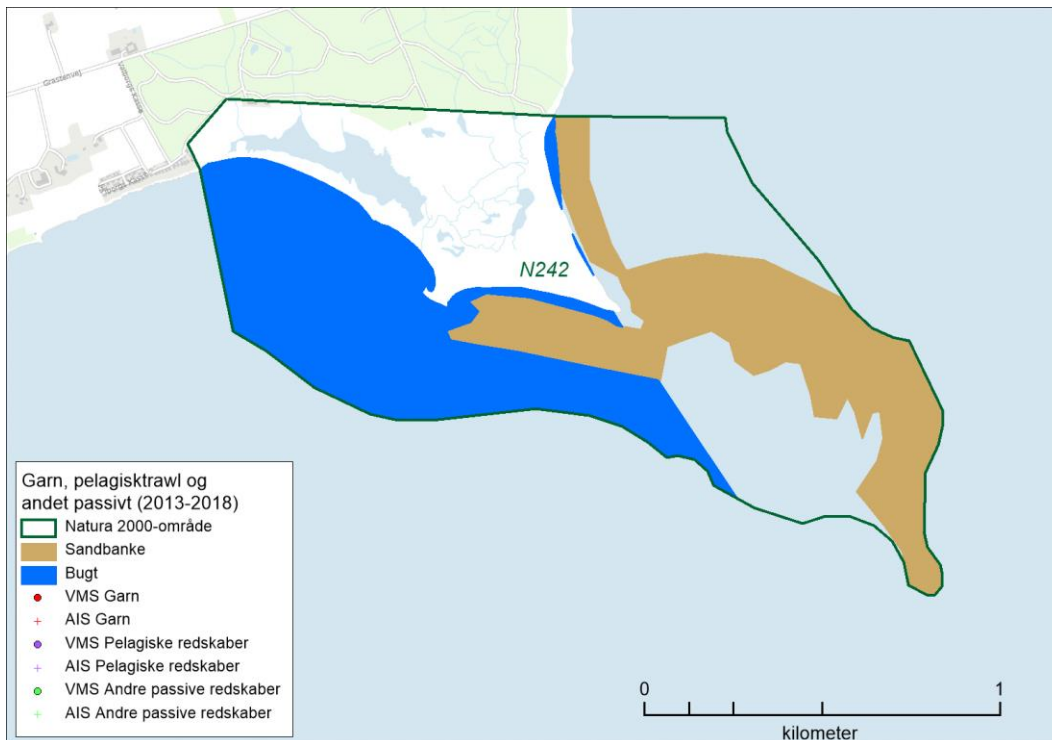 Grastenvej
N242
Garn, pelagisktrawl og
andet passivt (2013-2018)
Natura 2000-område
Sandbanke
Bugt
VMS Garn
AIS Garn
VMS Pelagiske redskaber
AIS Pelagiske redskaber
VMS Andre passive redskaber
AIS Andre passive redskaber
0 1
kilometer